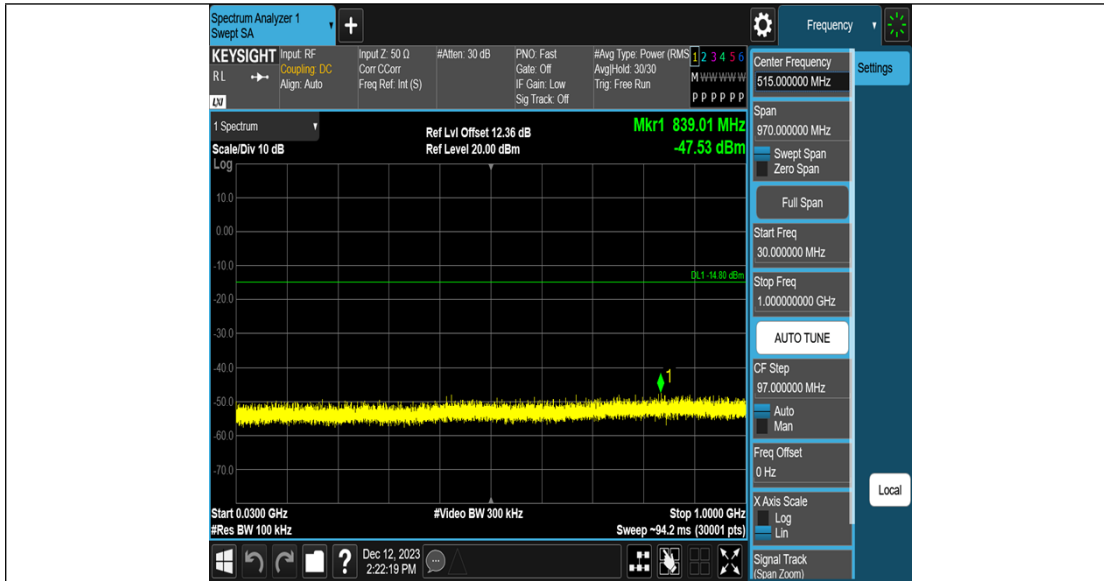 Spectrum Analyzer 1
Swept SA
+
Frequency
KEYSIGHT
RL
LXI
Input: RF
Coupling: DC
Align: Auto
Input Z: 50 Ω
Corr CCorr
Freq Ref: Int (S)
#Atten: 30 dB
PNO: Fast
Gate: Off
IF Gain: Low
Sig Track: Off
#Avg Type: Power (RMS
Avg|Hold: 30/30
Trig: Free Run
1 2 3 4 5 6
M W W W W W
P P P P P P
Center Frequency
515.000000 MHz
Settings
Span
970.000000 MHz
Swept Span
Zero Span
Full Span
Start Freq
30.000000 MHz
Stop Freq
1.000000000 GHz
AUTO TUNE
CF Step
97.000000 MHz
Auto
Man
Freq Offset
0 Hz
X Axis Scale
Log
Lin
Signal Track
(Span Zoom)
Local
1 Spectrum
Scale/Div 10 dB
Ref Lvl Offset 12.36 dB
Ref Level 20.00 dBm
Mkr1 839.01 MHz
-47.53 dBm
Log
10.0
0.00
-10.0
DL1 -14.80 dBm
-20.0
-30.0
-40.0
1
-50.0
-60.0
-70.0
Start 0.0300 GHz
#Video BW 300 kHz
Stop 1.0000 GHz
#Res BW 100 kHz
Sweep ~94.2 ms (30001 pts)
?
Dec 12, 2023
2:22:19 PM